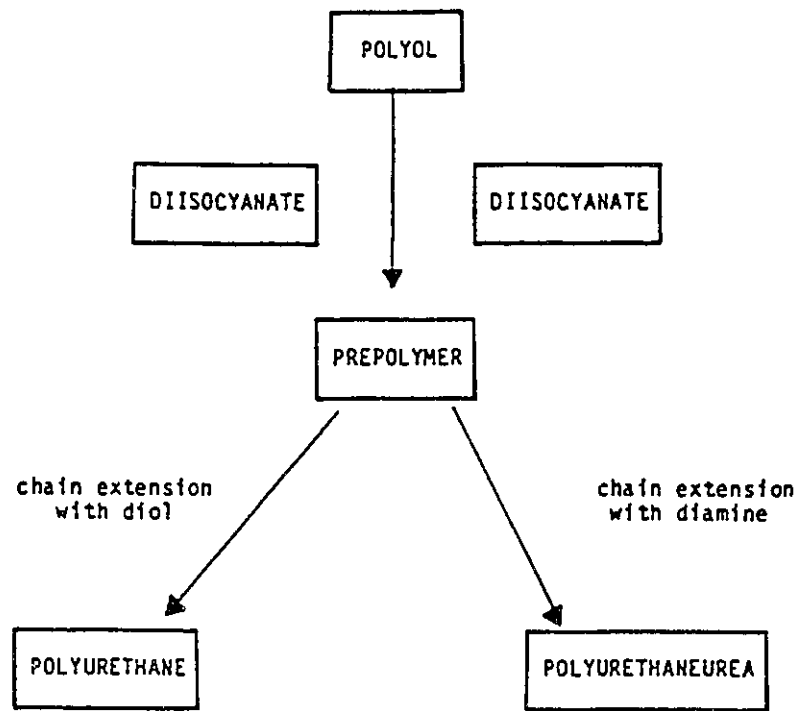 POLYOL
DIISOCYANATE
DIISOCYANATE
PREPOLYMER
chain extension
with diol
chain extension
with diamine
POLYURETHANE
POLYURETHANEUREA